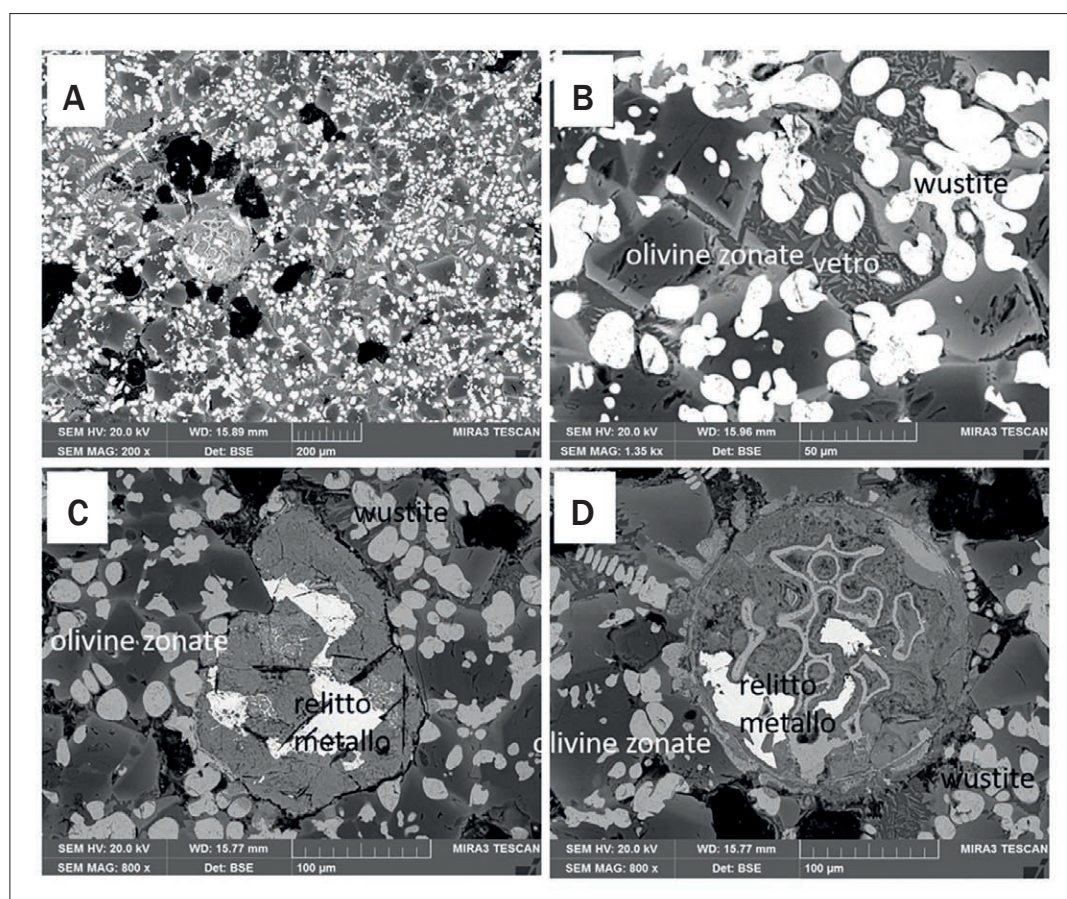 A
SEM HV: 20.0 kV WD: 15.89 mm MIRA3 TESCAN
SEM MAG: 200 x Det: BSE 200 µm
B
wustite
olivine zonate vetro
SEM HV: 20.0 kV WD: 15.96 mm MIRA3 TESCAN
SEM MAG: 1.35 kx Det: BSE 50 µm
C
wustite
olivine zonate
relitto
metallo
SEM HV: 20.0 kV WD: 15.77 mm MIRA3 TESCAN
SEM MAG: 800 x Det: BSE 100 µm
D
relitto
metallo
olivine zonate
wustite
SEM HV: 20.0 kV WD: 15.77 mm MIRA3 TESCAN
SEM MAG: 800 x Det: BSE 100 µm